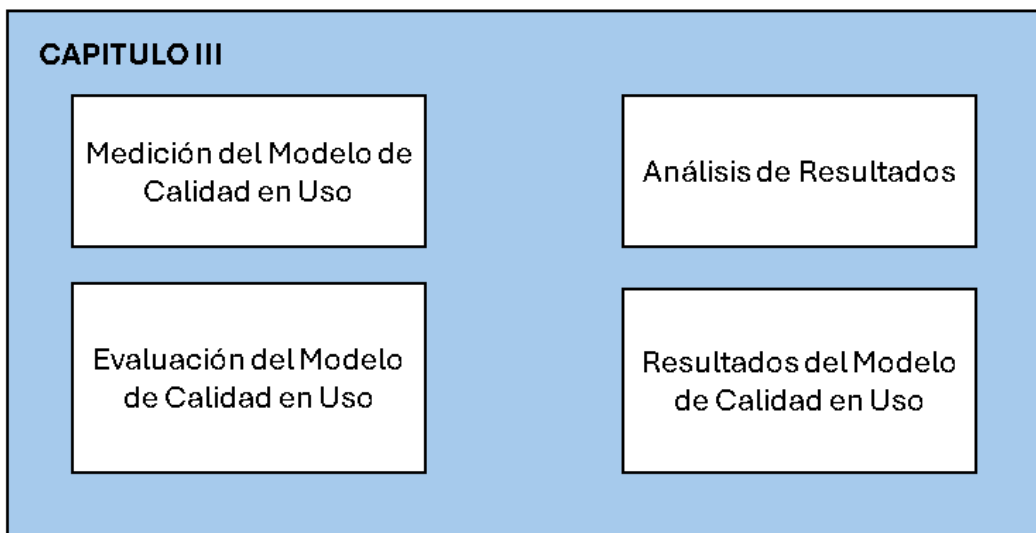 CAPITULO III
Medición del Modelo de
Calidad en Uso
Análisis de Resultados
Evaluación del Modelo
de Calidad en Uso
Resultados del Modelo
de Calidad en Uso